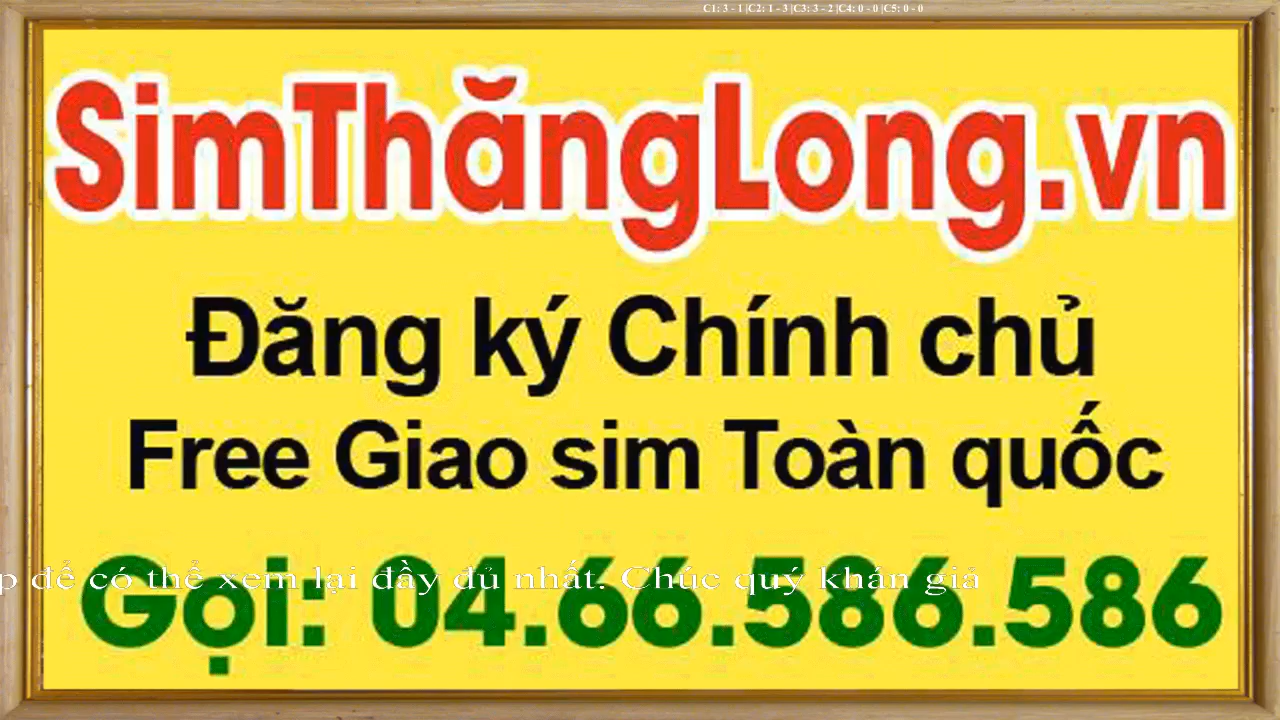 C1: 3 - 1 |C2: 1 - 3 |C3: 3 - 2 |C4: 0 - 0 |C5: 0 - 0
SimThăngLong.vn
Đăng ký Chính chủ
Free Giao sim Toàn quốc
p để có thể xem lại đầy đủ nhất. Chúc quý khán giả
Gọi: 04.66.586.586